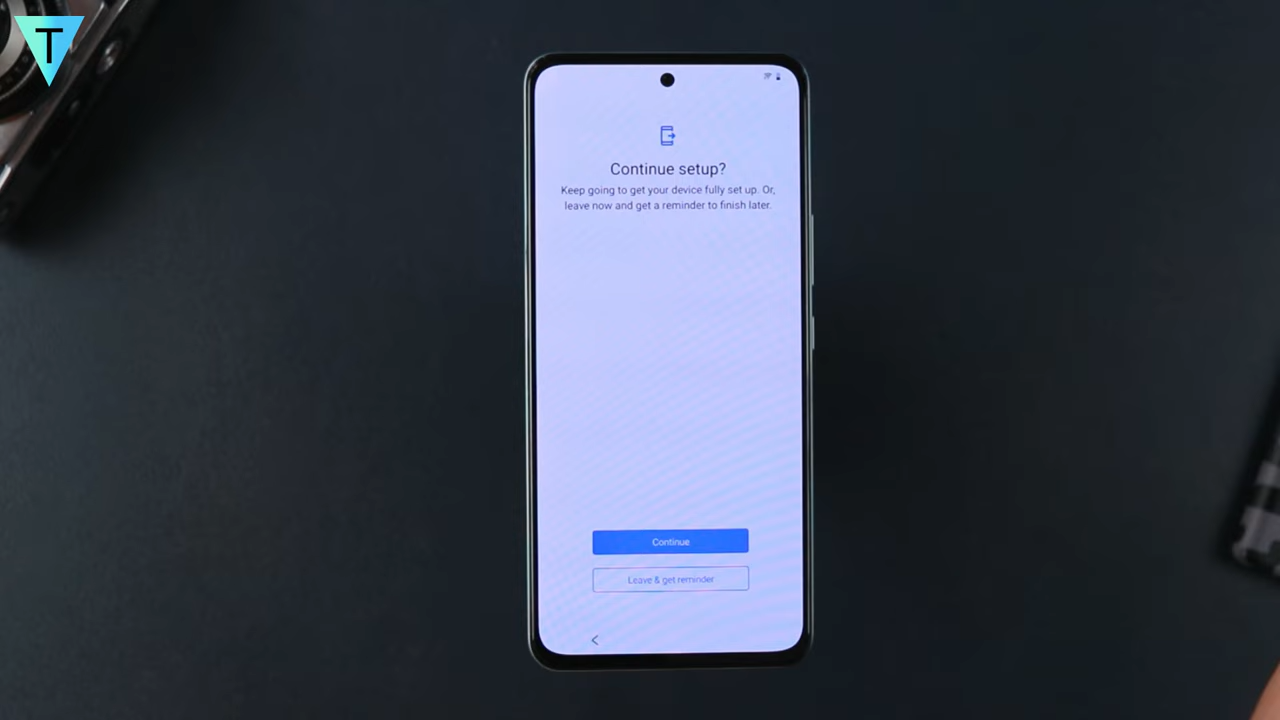 T
Continue setup?
Keep going to get your device fully set up. Or,
leave now and get a reminder to finish later.
Continue
Leave & get reminder